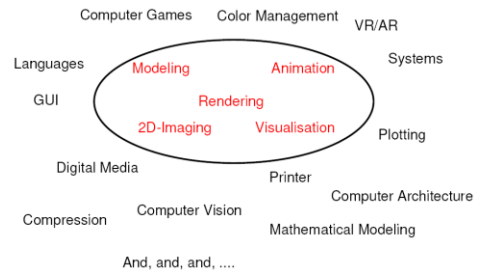 Computer Games
Color Management
VR/AR
Languages
Modeling
Animation
Systems
GUI
Rendering
2D-Imaging
Visualisation
Plotting
Digital Media
Printer
Computer Architecture
Compression
Computer Vision
Mathematical Modeling
And, and, and, ....